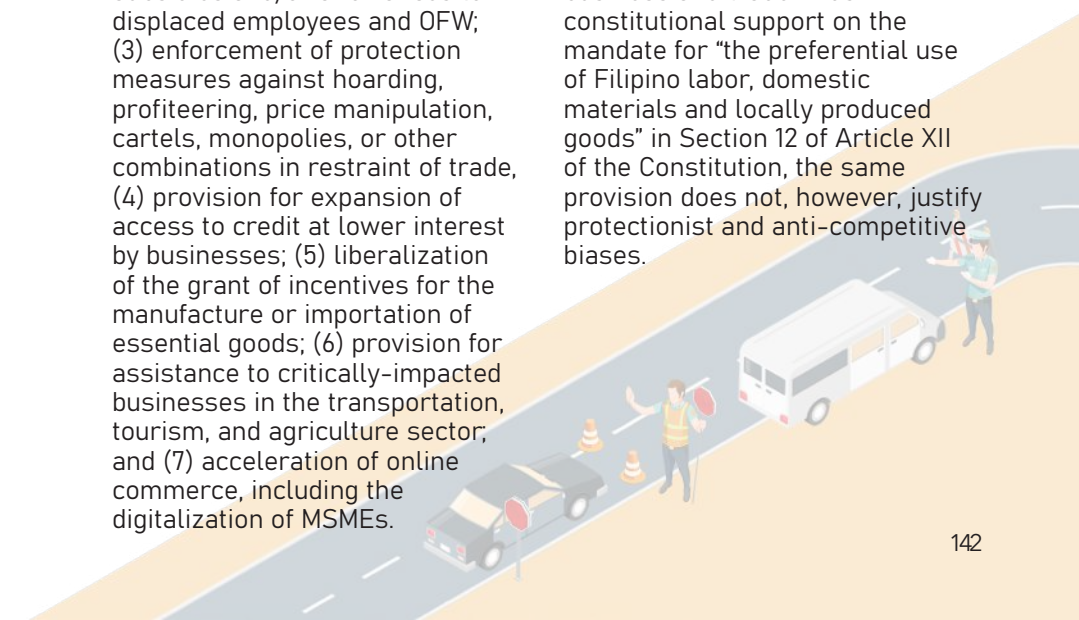 displaced employees and OFW;
(3) enforcement of protection
measures against hoarding,
profiteering, price manipulation,
cartels, monopolies, or other
combinations in restraint of trade,
(4) provision for expansion of
access to credit at lower interest
by businesses; (5) liberalization
of the grant of incentives for the
manufacture or importation of
essential goods; (6) provision for
assistance to critically-impacted
businesses in the transportation,
tourism, and agriculture sector;
and (7) acceleration of online
commerce, including the
digitalization of MSMEs.
constitutional support on the
mandate for “the preferential use
of Filipino labor, domestic
materials and locally produced
goods” in Section 12 of Article XII
of the Constitution, the same
provision does not, however, justify
protectionist and anti-competitive
biases.
142